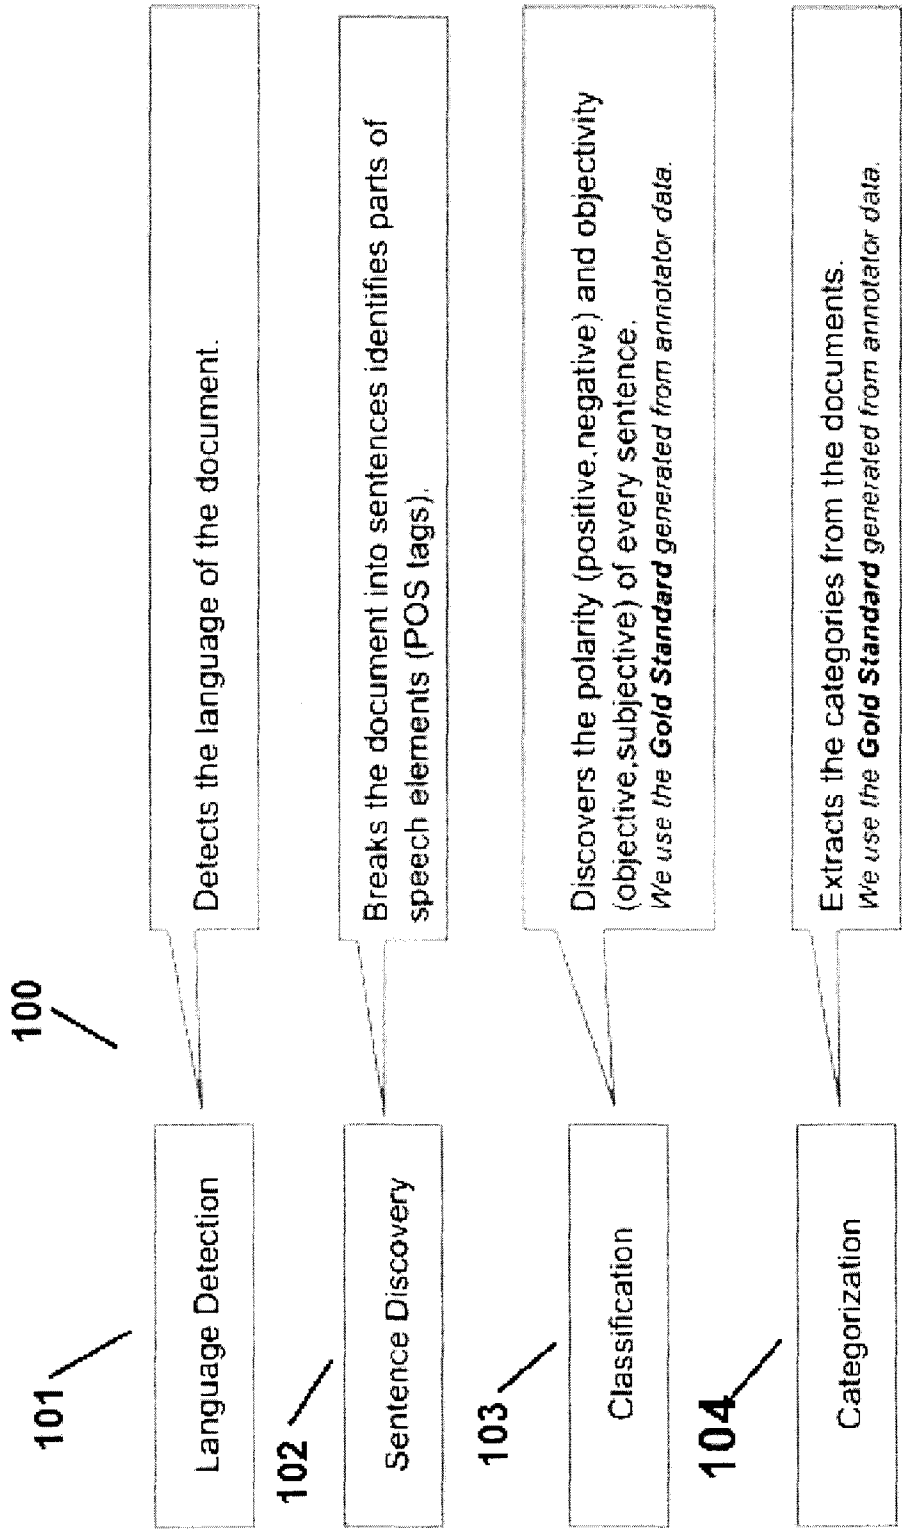 100
101
Language Detection
Detects the language of the document.
102
Sentence Discovery
Breaks the document into sentences identifies parts of
speech elements (POS tags).
103
Classification
Discovers the polarity (positive,negative) and objectivity
(objective,subjective) of every sentence.
We use the Gold Standard generated from annotator data.
104
Categorization
Extracts the categories from the documents.
We use the Gold Standard generated from annotator data.